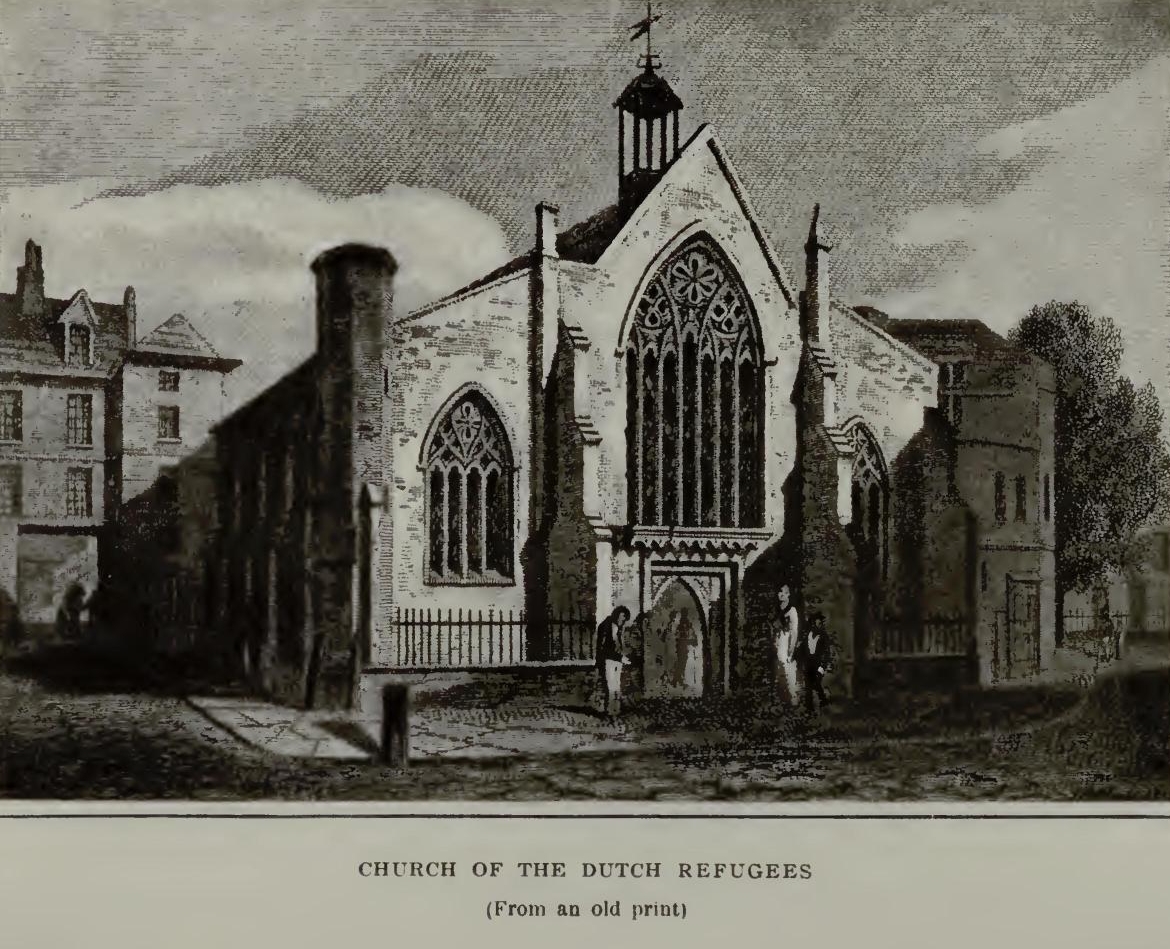 CHURCH OF THE DUTCH REFUGEES
(From an old print)